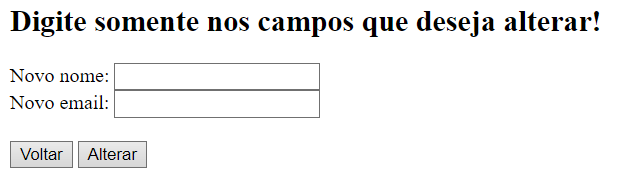 Digite somente nos campos que deseja alterar!
Novo nome:
Novo email:
Voltar Alterar